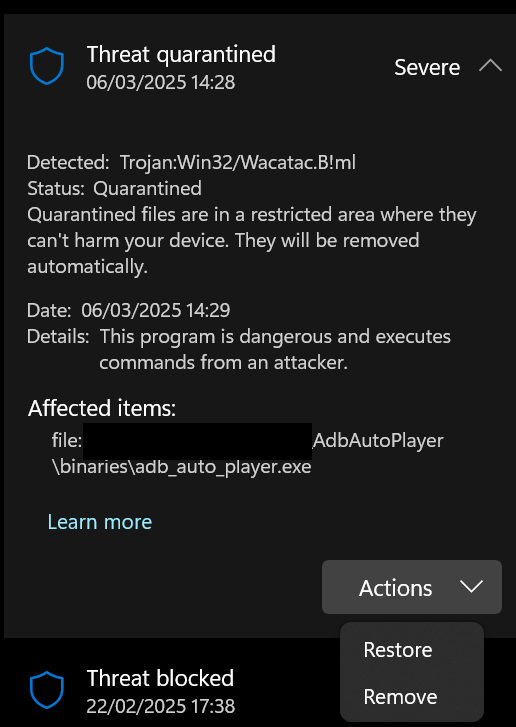 Threat quarantined
06/03/2025 14:28
Severe
Detected: Trojan:Win32/Wacatac.B!ml
Status: Quarantined
Quarantined files are in a restricted area where they
can't harm your device. They will be removed
automatically.
Date: 06/03/2025 14:29
Details: This program is dangerous and executes
commands from an attacker.
Affected items:
file: AdbAutoPlayer
\binaries\adb_auto_player.exe
Learn more
Actions
Restore
Remove
Threat blocked
22/02/2025 17:38